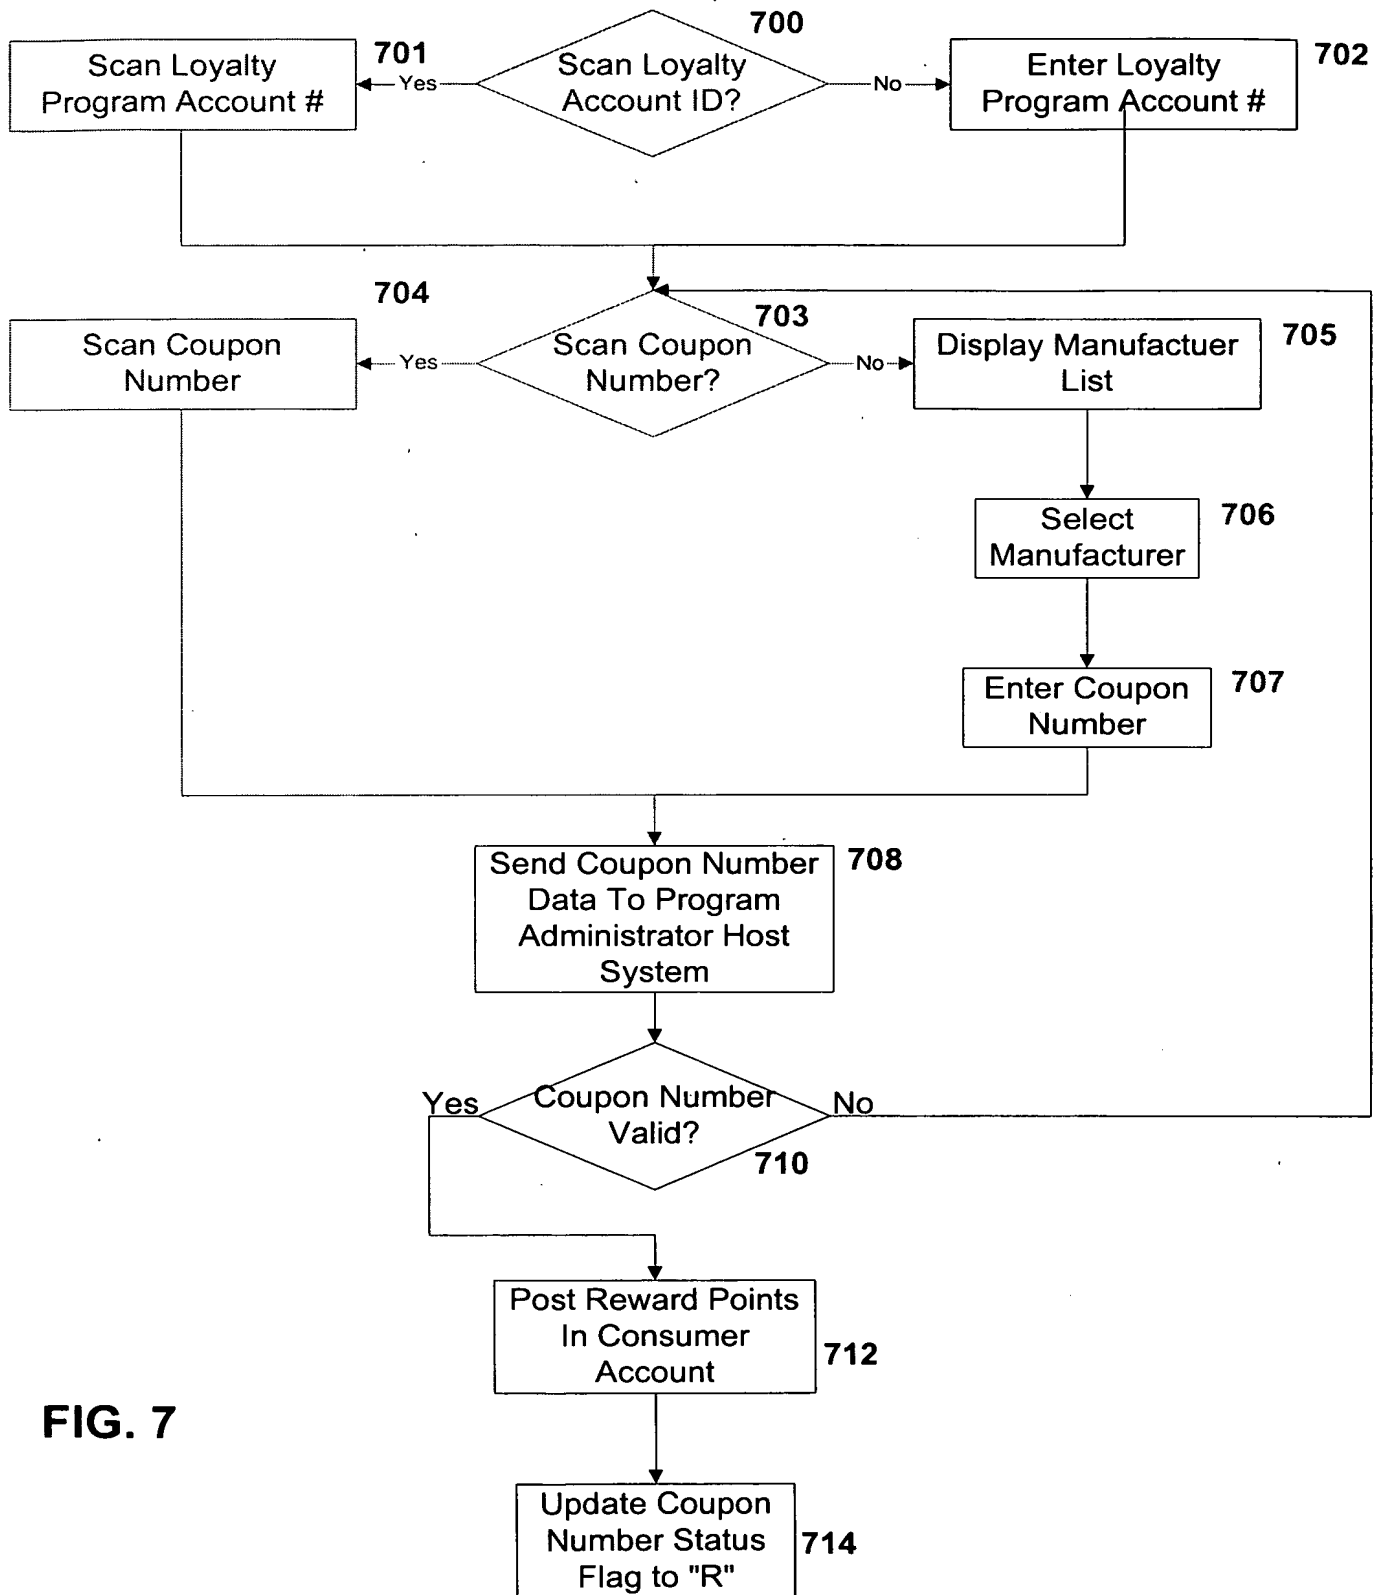 700
701
Scan Loyalty
Program Account #
Yes
Scan Loyalty
Account ID?
No
Enter Loyalty
Program Account #
702
704
703
Scan Coupon
Number
Yes
Scan Coupon
Number?
No
Display Manufactuer
List
705
Select
Manufacturer
706
Enter Coupon
Number
707
Send Coupon Number
Data To Program
Administrator Host
System
708
Yes
Coupon Number
Valid?
No
710
Post Reward Points
In Consumer
Account
712
FIG. 7
Update Coupon
Number Status
Flag to "R"
714